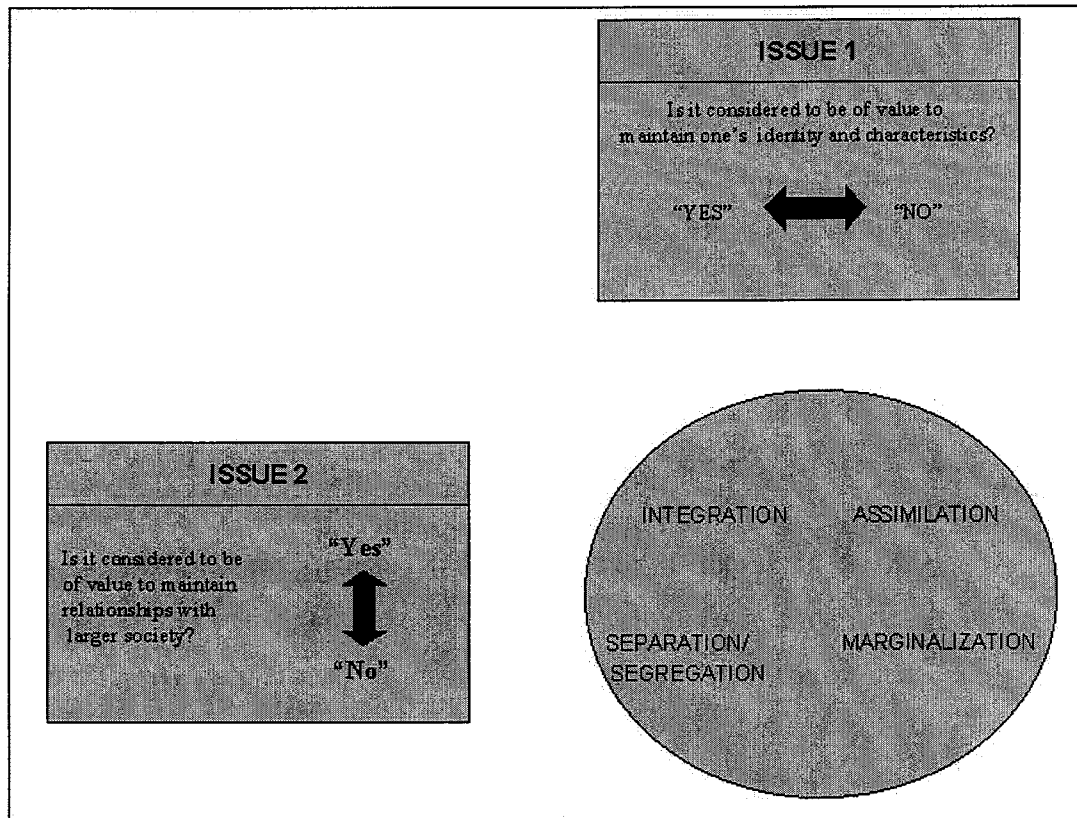 ISSUE 1
Is it considered to be of value to
maintain one's identity and characteristics?
"YES" "NO"
ISSUE 2
Is it considered to be
of value to maintain
relationships with
larger society?
"Yes"
"No"
INTEGRATION ASSIMILATION
SEPARATION/ MARGINALIZATION
SEGREGATION